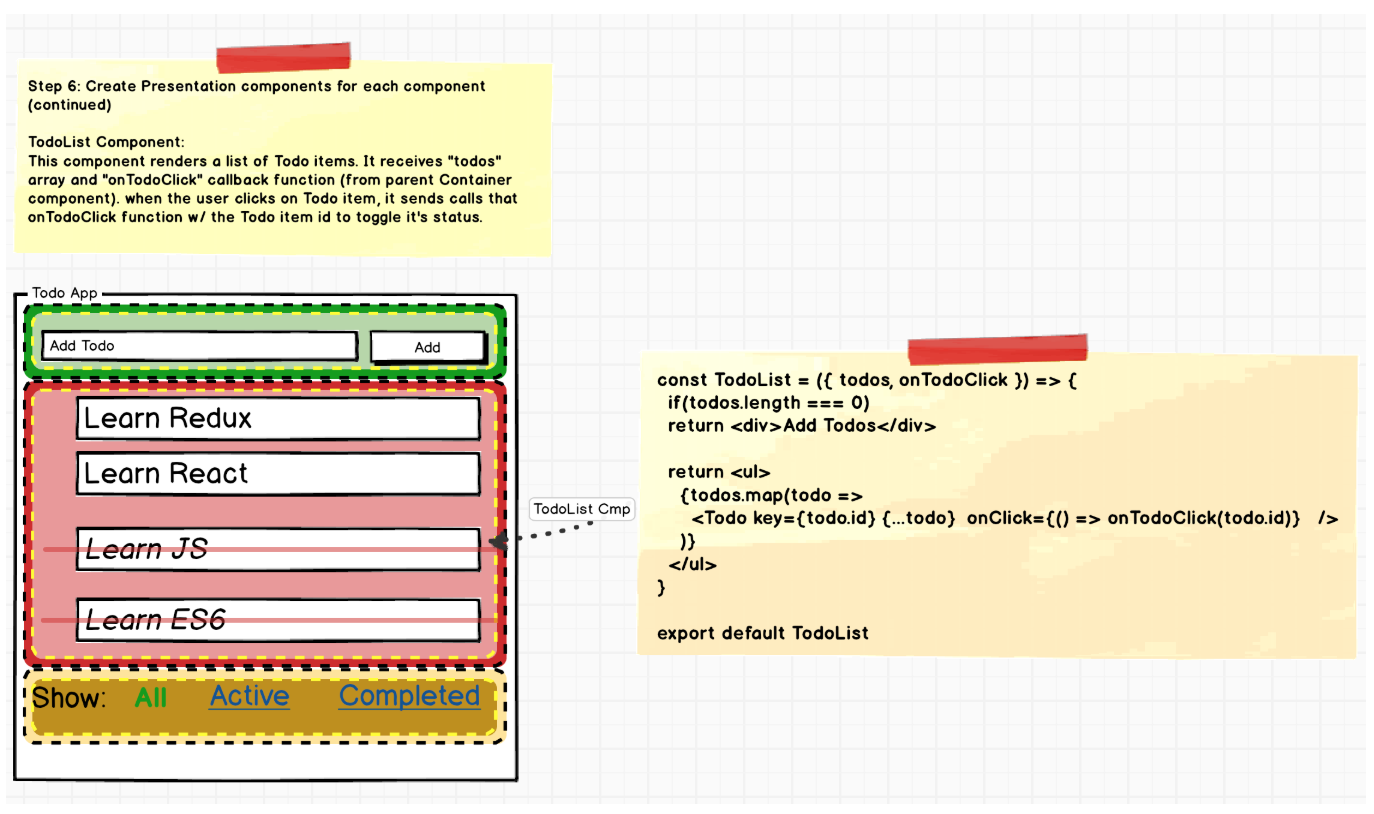 Step 6: Create Presentation components for each component
(continued)
TodoList Component:
This component renders a list of Todo items. It receives "todos"
array and "onTodoClick" callback function (from parent Container
component). when the user clicks on Todo item, it sends calls that
onTodoClick function w/ the Todo item id to toggle it's status.
Todo App
Add Todo
Add
Learn Redux
Learn React
Learn JS
Learn ES6
Show: All Active Completed
TodoList Cmp
const TodoList = ({ todos, onTodoClick }) => {
if(todos.length === 0)
return <div>Add Todos</div>
return <ul>
{todos.map(todo =>
<Todo key={todo.id} {...todo} onClick={() => onTodoClick(todo.id)} />
)}
</ul>
}
export default TodoList